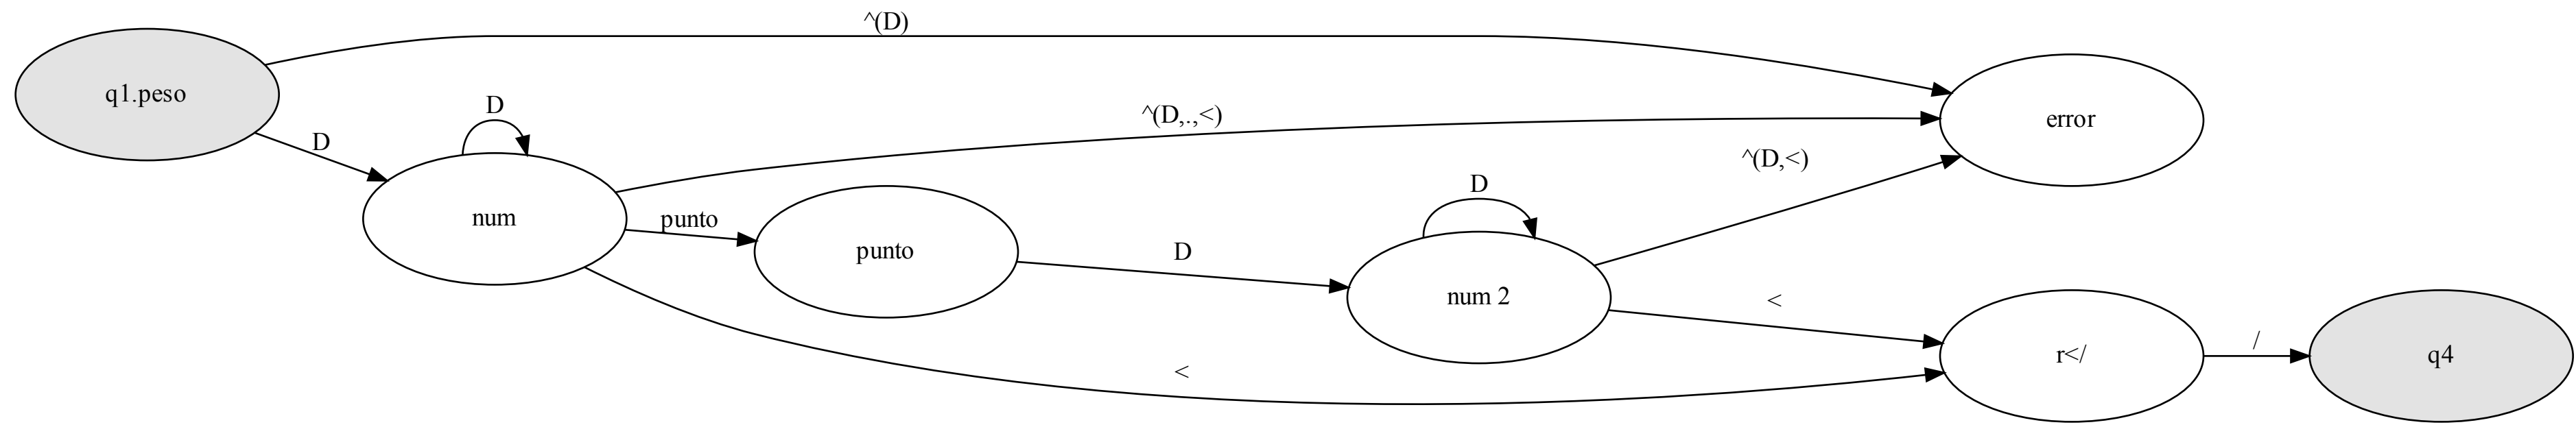 ^(D)
q1.peso
D
D
^(D,.,<)
error
D
^(D,<)
num
punto
punto
D
num 2
<
<
r</
/
q4